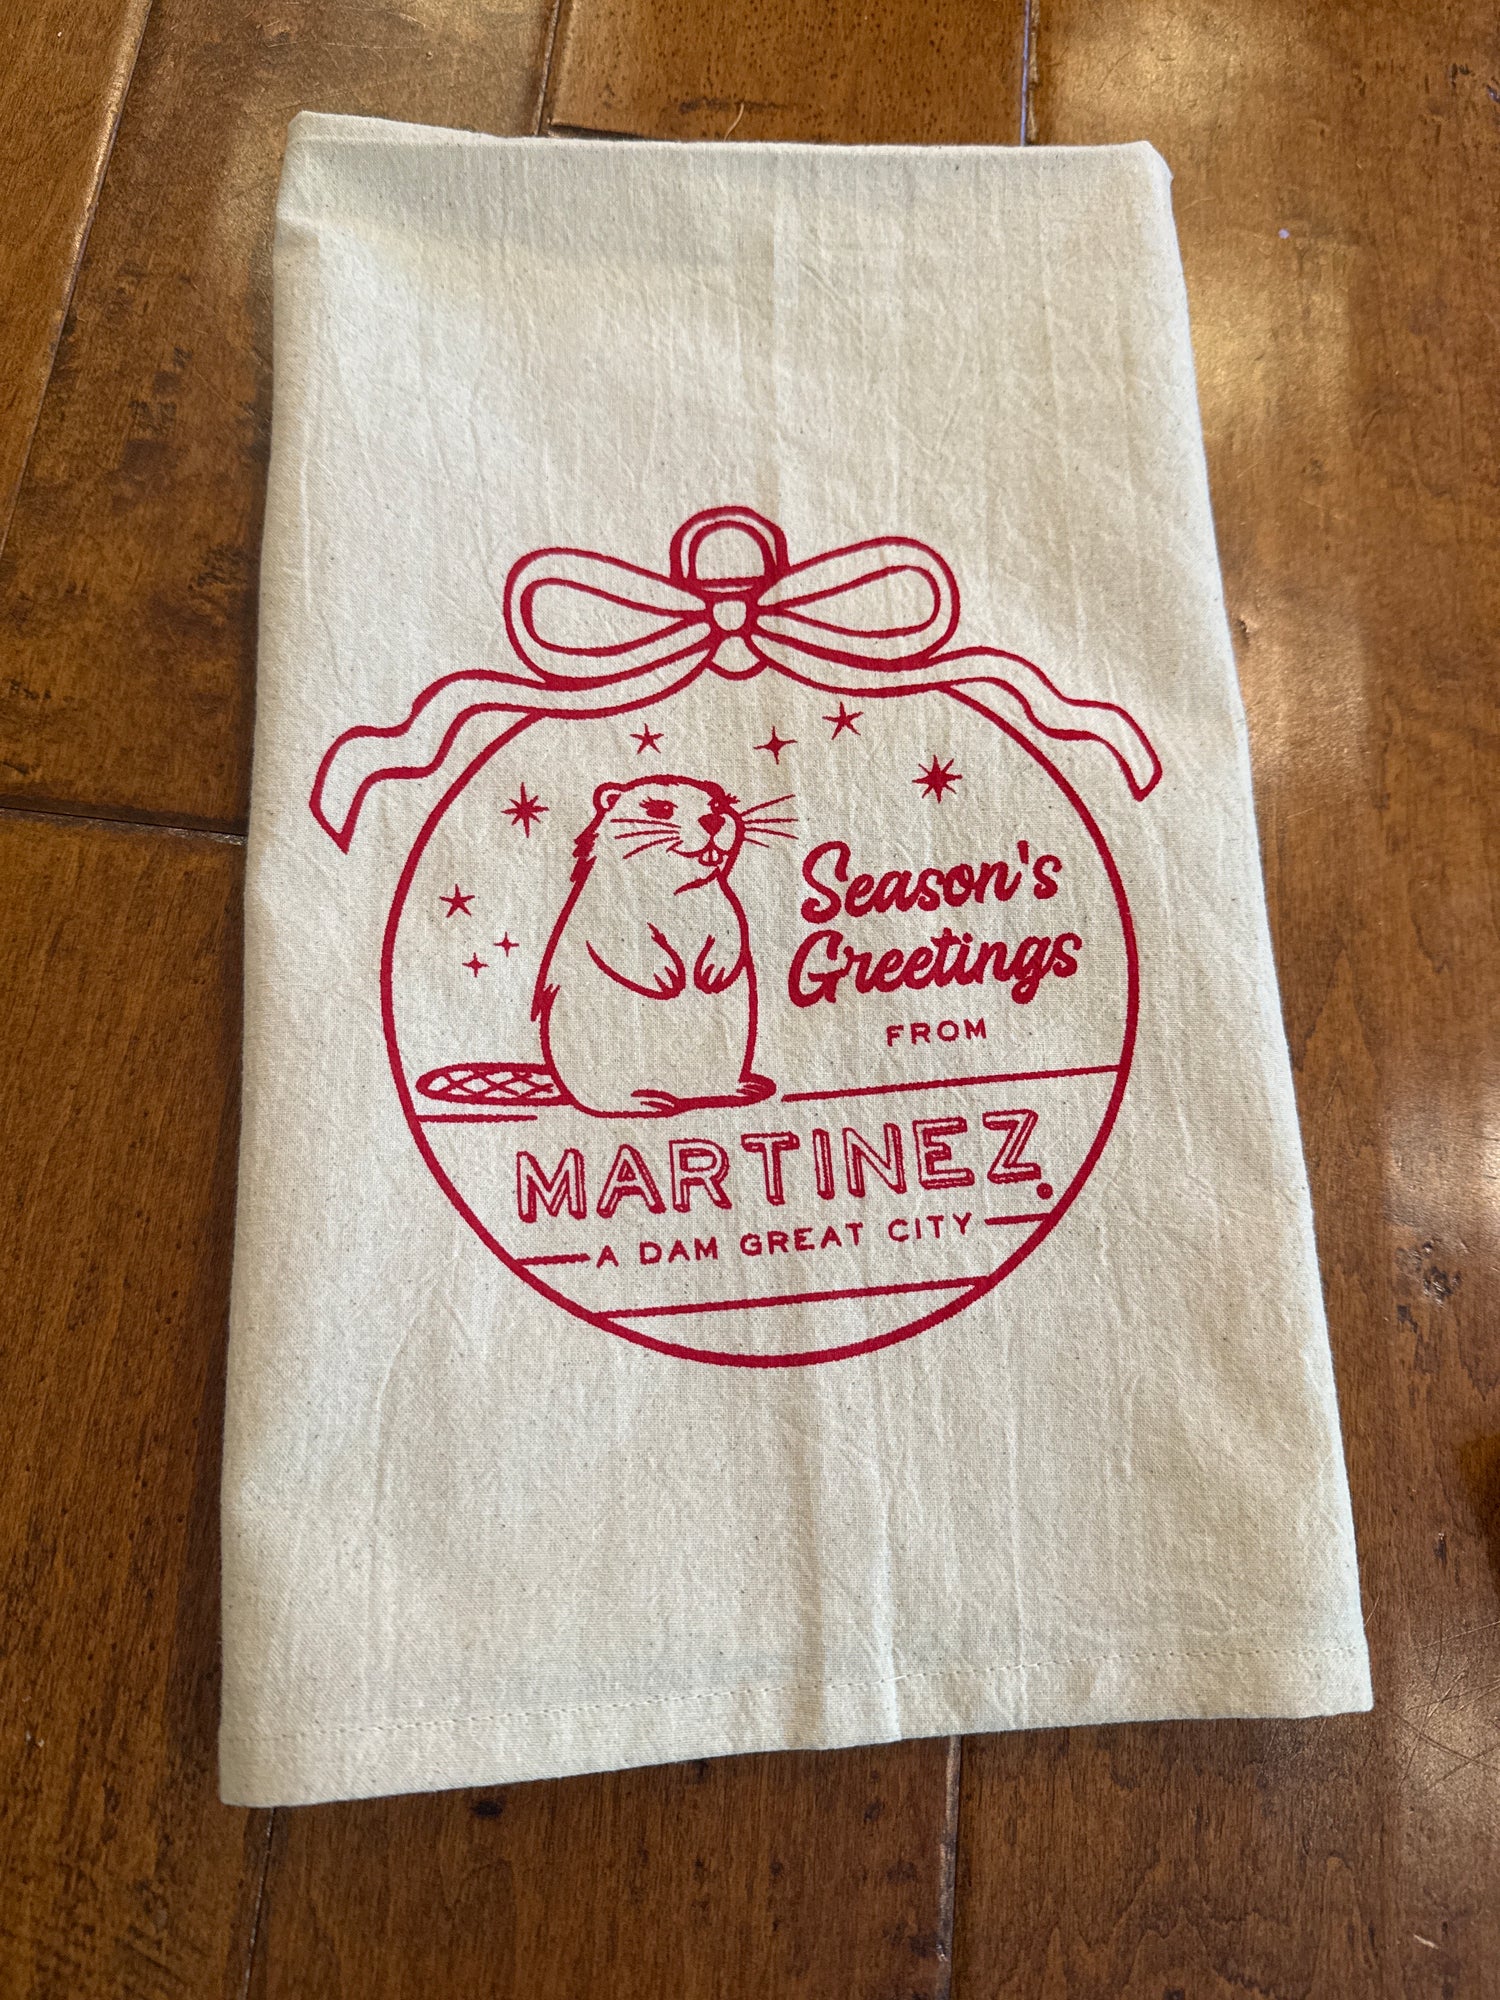 Season's
Greetings
FROM
MARTINEZ.
A DAM GREAT CITY